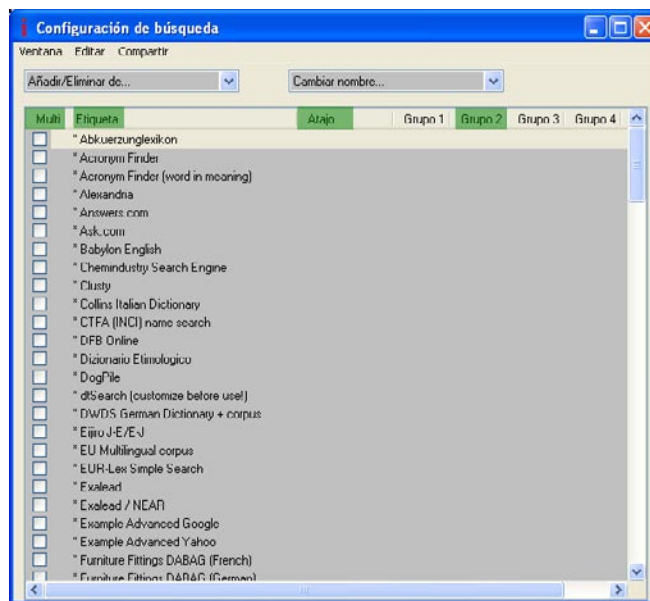 Configuración de búsqueda
Ventana Editar Compartir
Añadir/Eliminar de... Cambiar nombre...
Multi Etiqueta Atajo Grupo 1 Grupo 2 Grupo 3 Grupo 4
* Abkuerzunglexikon
* Acronym Finder
* Acronym Finder (word in meaning)
* Alexandria
* Answers.com
* Ask.com
* Babylon English
* Chemindustry Search Engine
* Clusty
* Collins Italian Dictionary
* CTFA (INCI) name search
* DFB Online
* Dizionario Etimologico
* DogPile
* dtSearch (customize before use!)
* DWDS German Dictionary + corpus
* Eijiro J-E/E-J
* EU Multilingual corpus
* EUR-Lex Simple Search
* Exalead
* Exalead / NEAR
* Example Advanced Google
* Example Advanced Yahoo
* Furniture Fittings DABAG (French)
* Furniture Fittings DABAG (German)